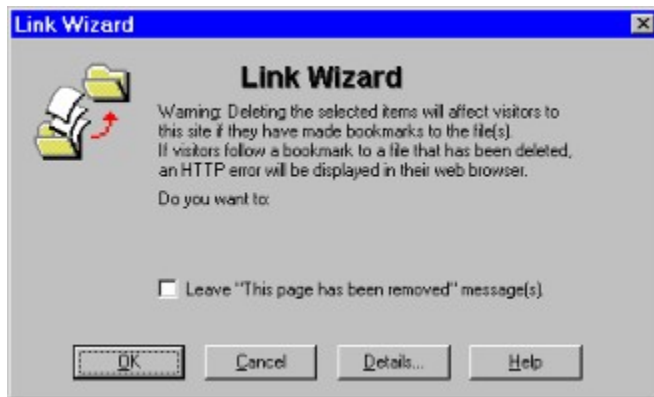 Link Wizard
Link Wizard
Warning: Deleting the selected items will affect visitors to
this site if they have made bookmarks to the file(s).
If visitors follow a bookmark to a file that has been deleted,
an HTTP error will be displayed in their web browser.
Do you want to:
Leave "This page has been removed" message(s).
OK
Cancel
Details...
Help